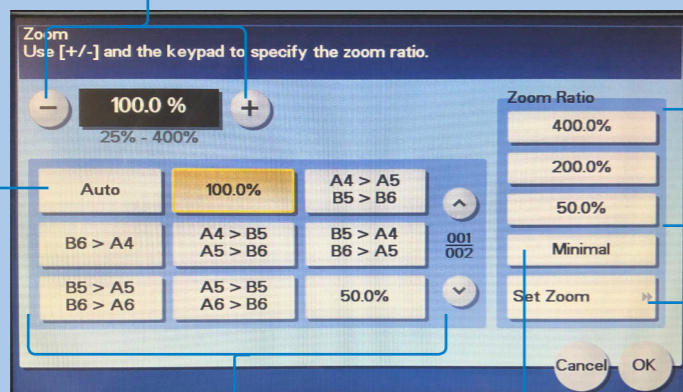 Zoom
Use [+/-] and the keypad to specify the zoom ratio.
− 100.0 % +
25% - 400%
Zoom Ratio
400.0%
200.0%
50.0%
Minimal
Set Zoom
Auto
100.0%
A4 > A5
B5 > B6
B6 > A4
A4 > B5
A5 > B6
B5 > A4
B6 > A5
001
002
B5 > A5
B6 > A6
A5 > B5
A6 > B6
50.0%
Cancel
OK